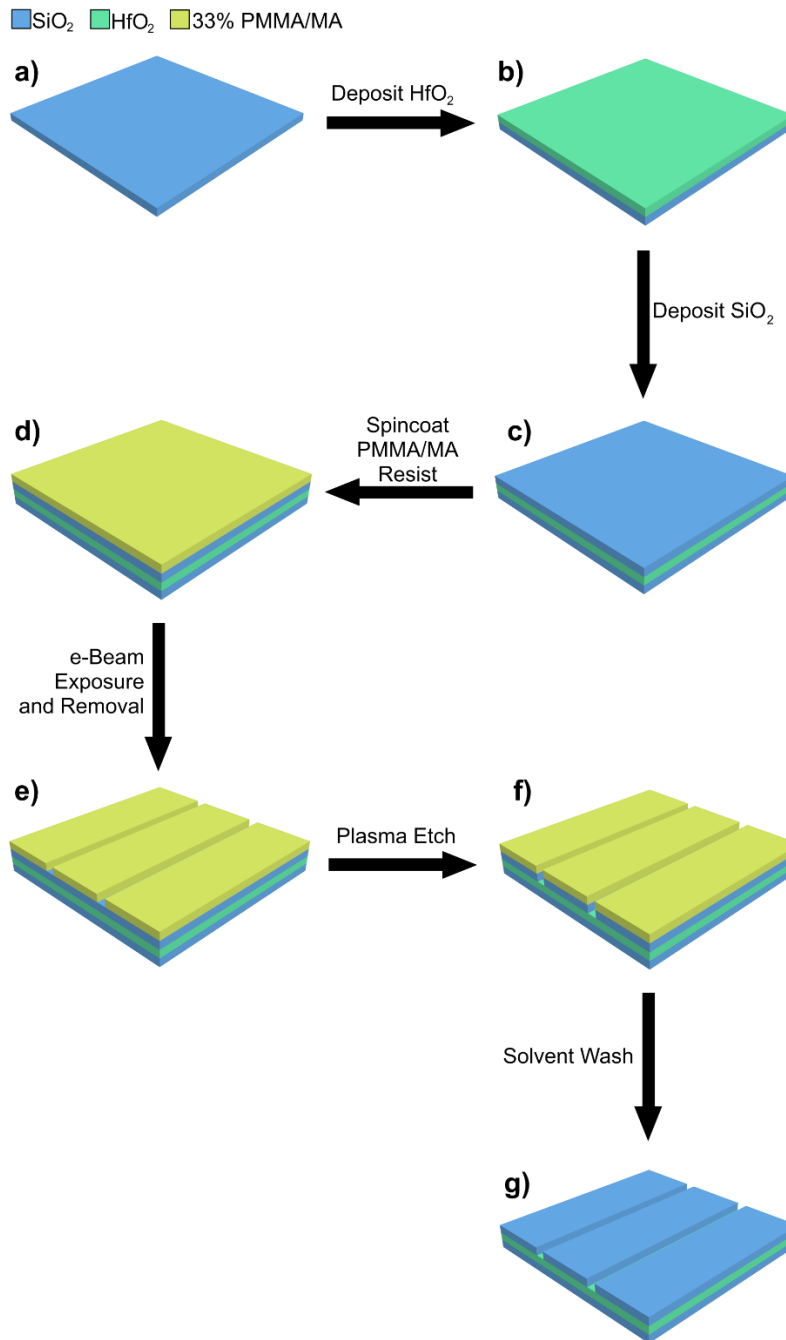 SiO₂ HfO₂ 33% PMMA/MA
a)
Deposit HfO₂
b)
Deposit SiO₂
c)
Spincoat
PMMA/MA
Resist
d)
e-Beam
Exposure
and Removal
e)
Plasma Etch
f)
Solvent Wash
g)